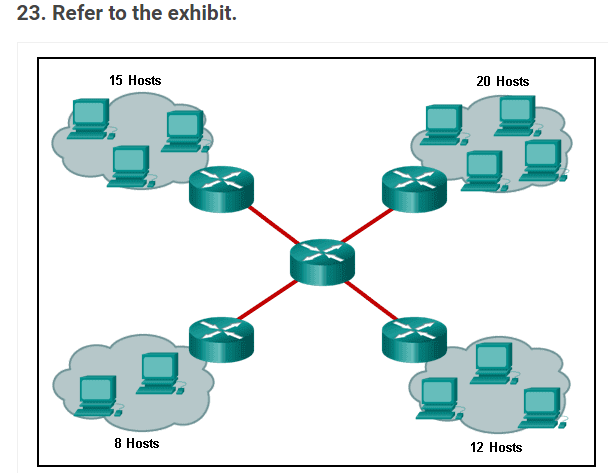 23. Refer to the exhibit.
15 Hosts
20 Hosts
8 Hosts
12 Hosts